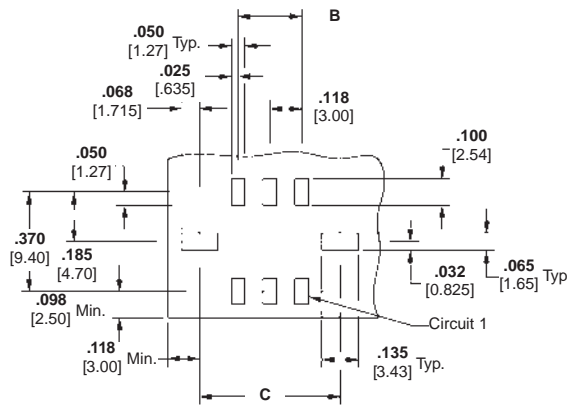 B
.050
[1.27] Typ.
.025
[.635]
.068
[1.715]
.118
[3.00]
.100
[2.54]
.050
[1.27]
.370
[9.40]
.185
[4.70]
.032
[0.825]
.065
[1.65] Typ
.098
[2.50] Min.
Circuit 1
.118
[3.00] Min.
.135
[3.43] Typ.
C